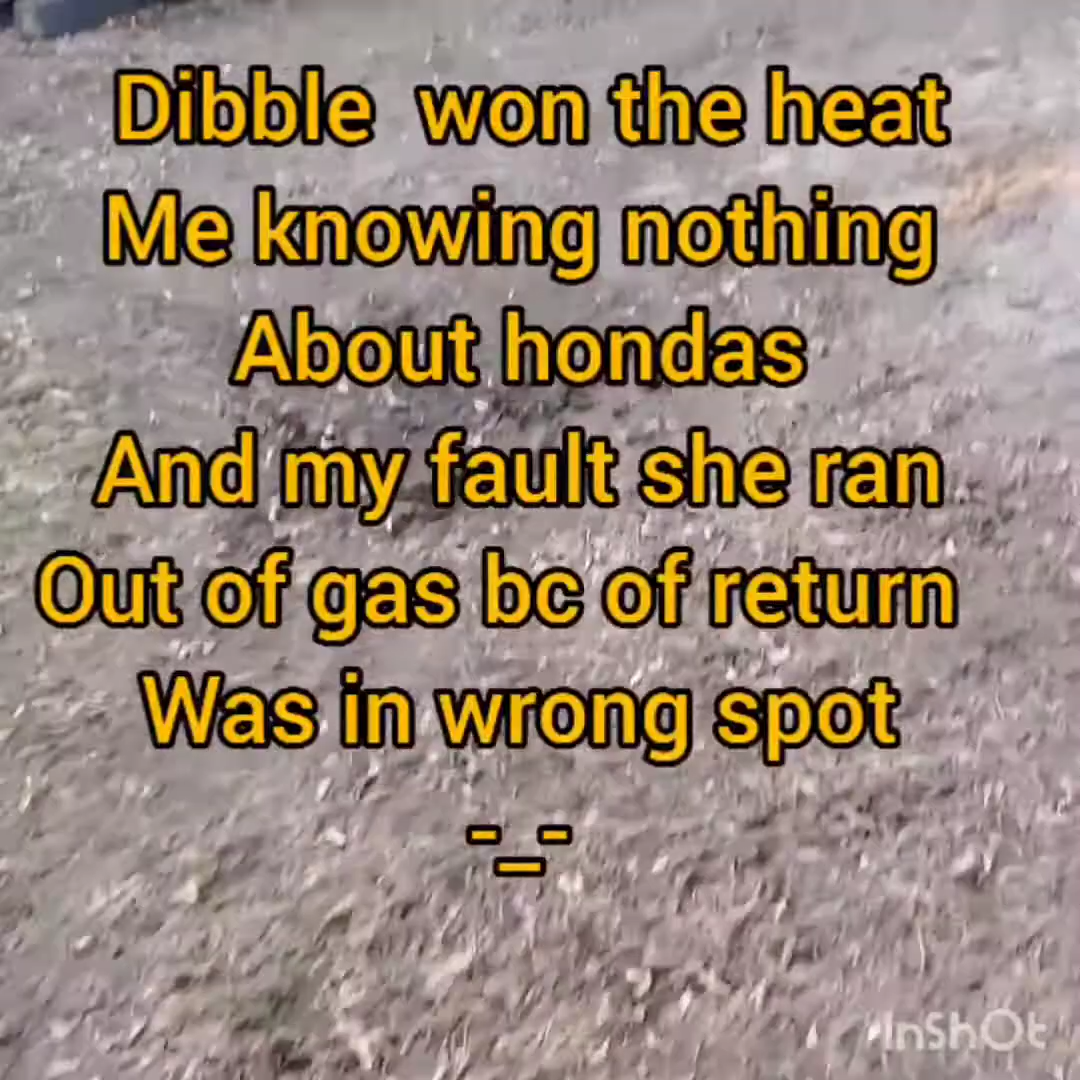 Dibble won the heat
Me knowing nothing
About hondas
And my fault she ran
Out of gas bc of return
Was in wrong spot
-_-
InShOt